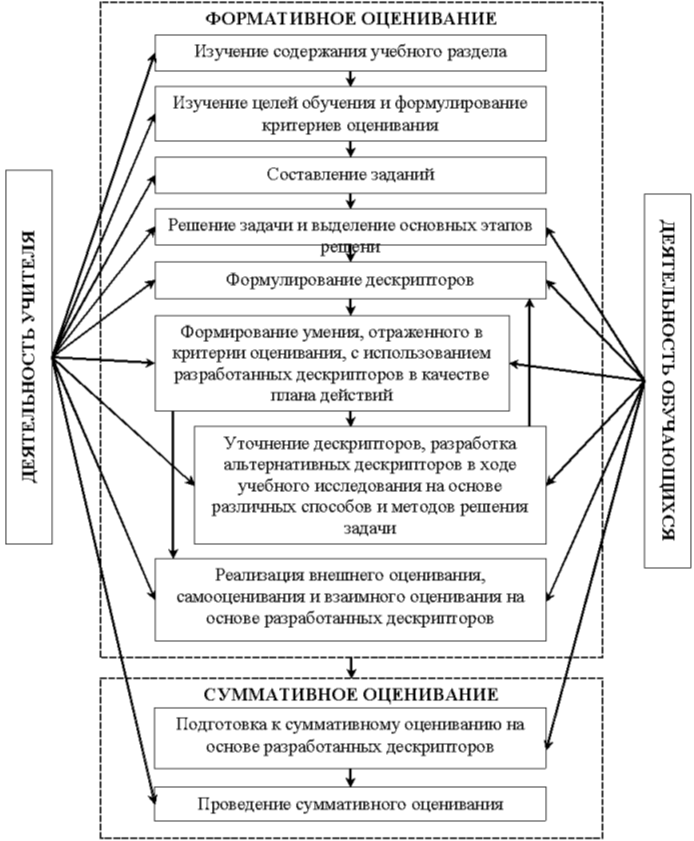 ФОРМАТИВНОЕ ОЦЕНИВАНИЕ
Изучение содержания учебного раздела
Изучение целей обучения и формулирование
критериев оценивания
Составление заданий
Решение задачи и выделение основных этапов
решени
Формулирование дескрипторов
Формирование умения, отраженного в
критерии оценивания, с использованием
разработанных дескрипторов в качестве
плана действий
Уточнение дескрипторов, разработка
альтернативных дескрипторов в ходе
учебного исследования на основе
различных способов и методов решения
задачи
Реализация внешнего оценивания,
самооценивания и взаимного оценивания на
основе разработанных дескрипторов
СУММАТИВНОЕ ОЦЕНИВАНИЕ
Подготовка к суммативному оцениванию на
основе разработанных дескрипторов
Проведение суммативного оценивания
ДЕЯТЕЛЬНОСТЬ УЧИТЕЛЯ
ДЕЯТЕЛЬНОСТЬ ОБУЧАЮЩИХСЯ